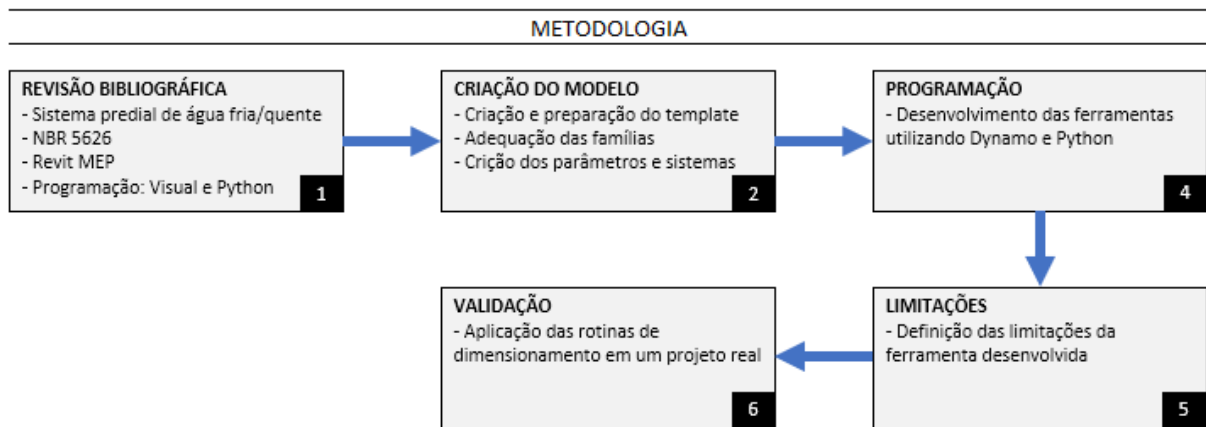 METODOLOGIA
REVISÃO BIBLIOGRÁFICA
- Sistema predial de água fria/quente
- NBR 5626
- Revit MEP
- Programação: Visual e Python
1
CRIAÇÃO DO MODELO
- Criação e preparação do template
- Adequação das famílias
- Crição dos parâmetros e sistemas
2
PROGRAMAÇÃO
- Desenvolvimento das ferramentas
utilizando Dynamo e Python
4
LIMITAÇÕES
- Definição das limitações da
ferramenta desenvolvida
5
VALIDAÇÃO
- Aplicação das rotinas de
dimensionamento em um projeto real
6